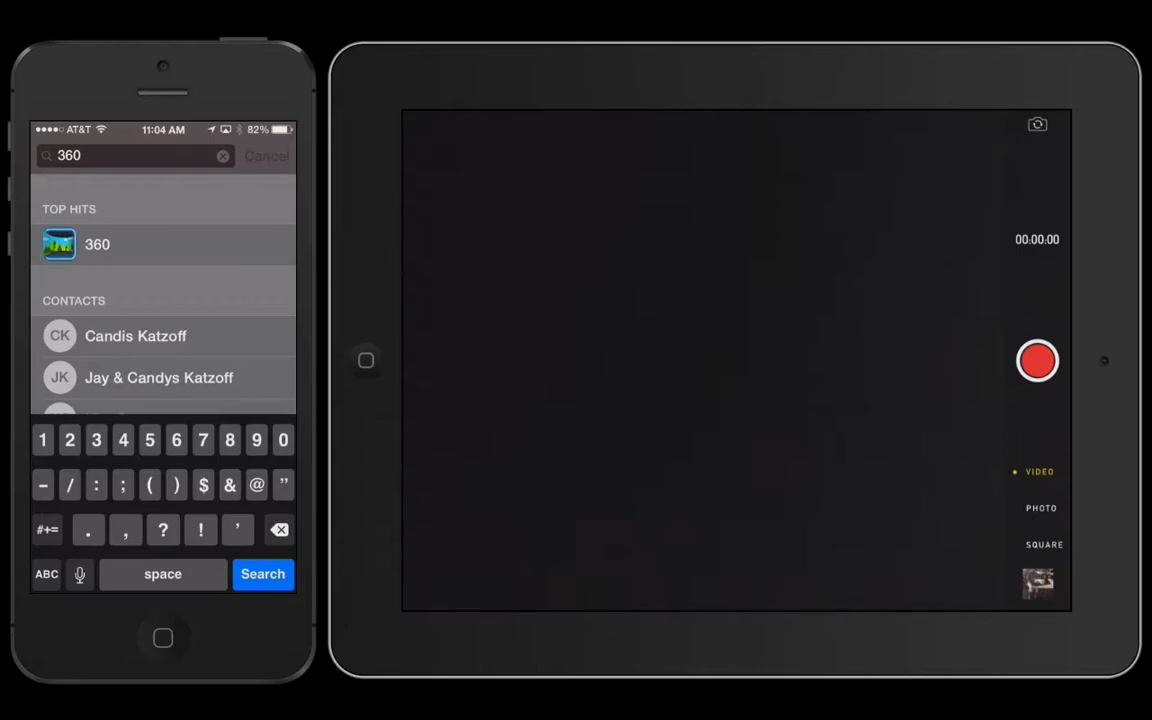 AT&T 11:04 AM 82%
360 Cancel
TOP HITS
360
CONTACTS
CK Candis Katzoff
JK Jay & Candys Katzoff
1 2 3 4 5 6 7 8 9 0
- / : ; ( ) $ & @ "
#+= . , ? ! '
ABC space Search
00:00:00
VIDEO
PHOTO
SQUARE